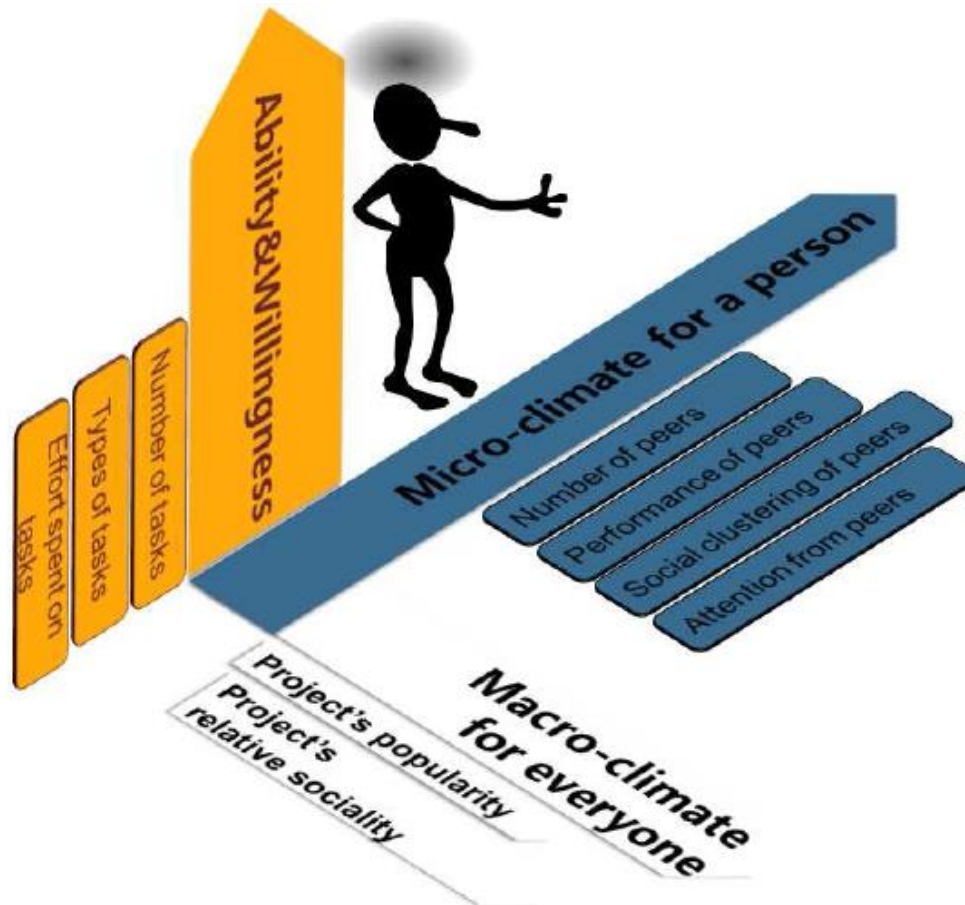 Ability&Willingness
Number of tasks
Types of tasks
Effort spent on
tasks
Micro-climate for a person
Number of peers
Performance of peers
Social clustering of peers
Attention from peers
Macro-climate
for everyone
Project's popularity
Project's
relative sociality